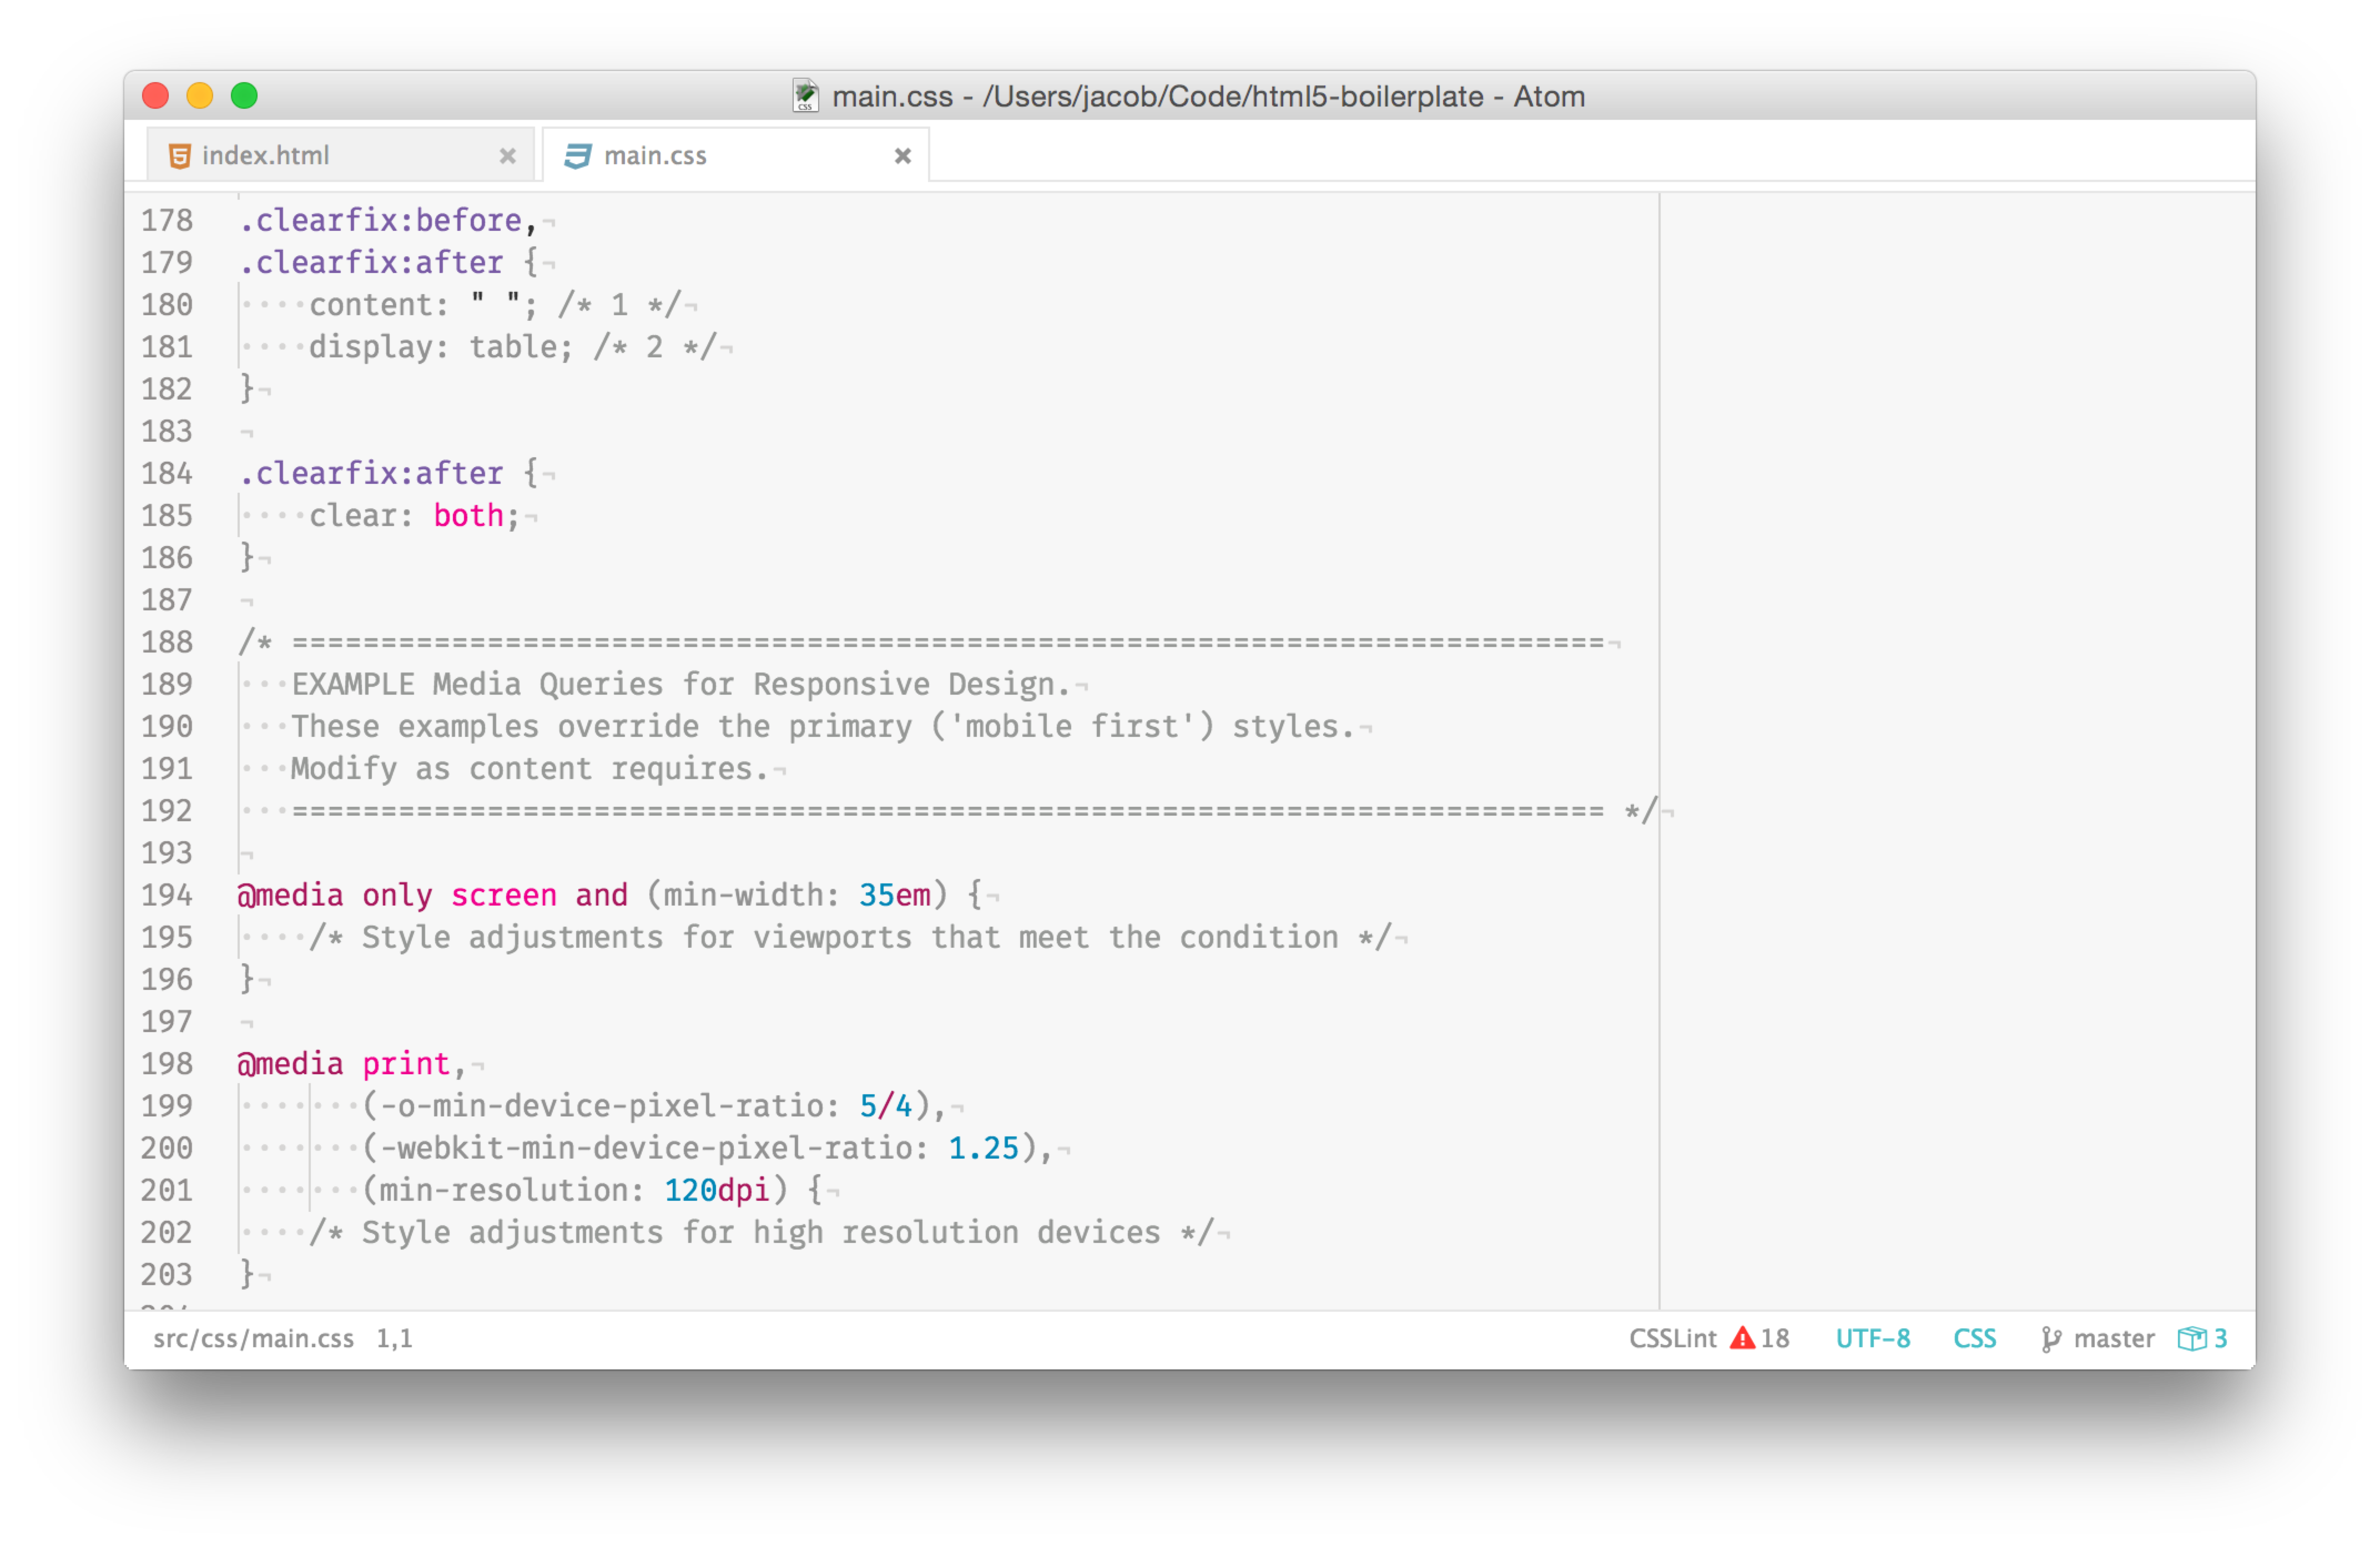 main.css - /Users/jacob/Code/html5-boilerplate - Atom
index.html main.css
178 .clearfix:before,¬
179 .clearfix:after {¬
180 ····content: " "; /* 1 */¬
181 ····display: table; /* 2 */¬
182 }¬
183 ¬
184 .clearfix:after {¬
185 ····clear: both;¬
186 }¬
187 ¬
188 /* ==========================================================================¬
189 ···EXAMPLE Media Queries for Responsive Design.¬
190 ···These examples override the primary ('mobile first') styles.¬
191 ···Modify as content requires.¬
192 ···========================================================================== */¬
193 ¬
194 @media only screen and (min-width: 35em) {¬
195 ····/* Style adjustments for viewports that meet the condition */¬
196 }¬
197 ¬
198 @media print,¬
199 ·······(-o-min-device-pixel-ratio: 5/4),¬
200 ·······(-webkit-min-device-pixel-ratio: 1.25),¬
201 ·······(min-resolution: 120dpi) {¬
202 ····/* Style adjustments for high resolution devices */¬
203 }¬
src/css/main.css 1,1 CSSLint 18 UTF-8 CSS master 3